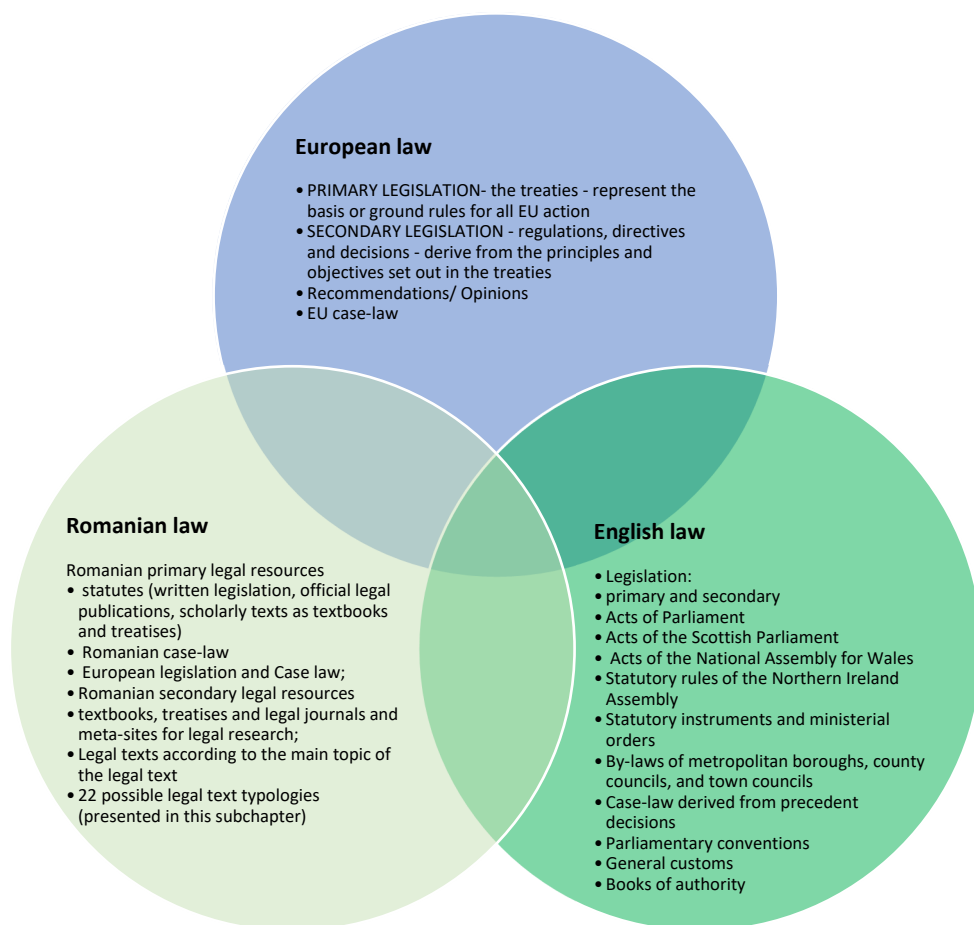 European law
• PRIMARY LEGISLATION- the treaties - represent the
basis or ground rules for all EU action
• SECONDARY LEGISLATION - regulations, directives
and decisions - derive from the principles and
objectives set out in the treaties
• Recommendations/ Opinions
• EU case-law
Romanian law
Romanian primary legal resources
• statutes (written legislation, official legal
publications, scholarly texts as textbooks
and treatises)
• Romanian case-law
• European legislation and Case law;
• Romanian secondary legal resources
• textbooks, treatises and legal journals and
meta-sites for legal research;
• Legal texts according to the main topic of
the legal text
• 22 possible legal text typologies
(presented in this subchapter)
English law
• Legislation:
• primary and secondary
• Acts of Parliament
• Acts of the Scottish Parliament
• Acts of the National Assembly for Wales
• Statutory rules of the Northern Ireland
Assembly
• Statutory instruments and ministerial
orders
• By-laws of metropolitan boroughs, county
councils, and town councils
• Case-law derived from precedent
decisions
• Parliamentary conventions
• General customs
• Books of authority